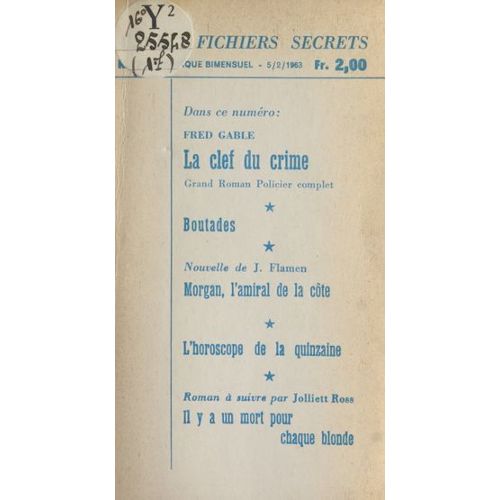 16° Y²
25548
(17)
FICHIERS SECRETS
QUE BIMENSUEL - 5/2/1963 Fr. 2,00
Dans ce numéro:
FRED GABLE
La clef du crime
Grand Roman Policier complet
★
Boutades
★
Nouvelle de J. Flamen
Morgan, l'amiral de la côte
★
L'horoscope de la quinzaine
★
Roman à suivre par Jolliett Ross
Il y a un mort pour
chaque blonde